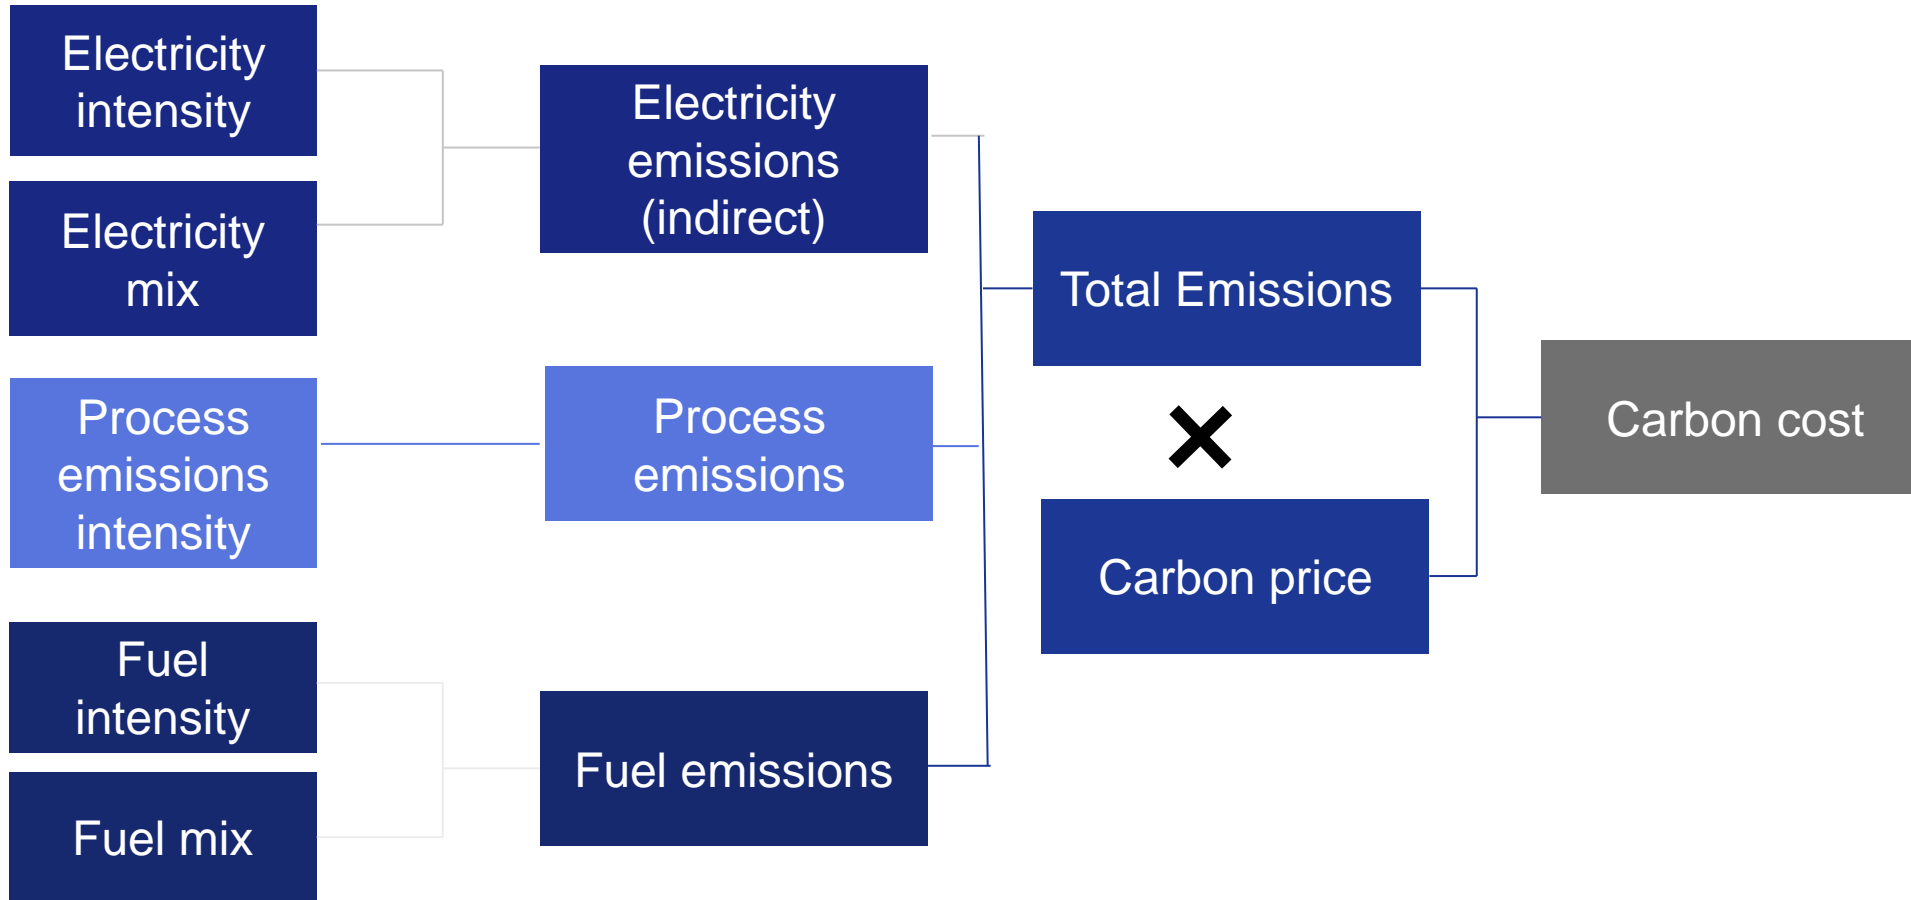 Electricity
intensity
Electricity
mix
Process
emissions
intensity
Fuel
intensity
Fuel mix
Electricity
emissions
(indirect)
Process
emissions
Fuel emissions
Total Emissions
Carbon price
Carbon cost